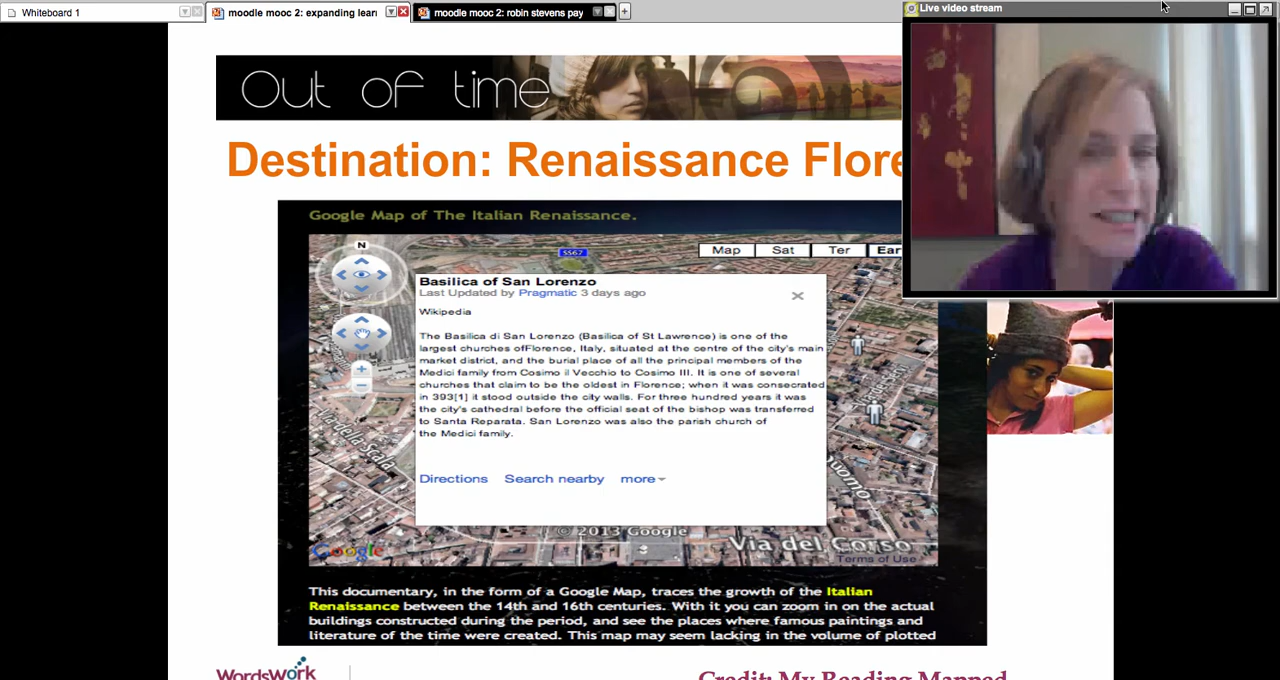 Whiteboard 1
moodle mooc 2: expanding lear
moodle mooc 2: robin stevens pay
Live video stream
Out of time
Destination: Renaissance Flore
Google Map of The Italian Renaissance.
N
SS67
Map Sat Ter Ear
Basilica of San Lorenzo
Last Updated by Pragmatic 3 days ago
Wikipedia
The Basilica di San Lorenzo (Basilica of St Lawrence) is one of the
largest churches ofFlorence, Italy, situated at the centre of the city's main
market district, and the burial place of all the principal members of the
Medici family from Cosimo il Vecchio to Cosimo III. It is one of several
churches that claim to be the oldest in Florence; when it was consecrated
in 393[1] it stood outside the city walls. For three hundred years it was
the city's cathedral before the official seat of the bishop was transferred
to Santa Reparata. San Lorenzo was also the parish church of
the Medici family.
Directions Search nearby more
Via della Scala
uomo
© 2013 Google
Via del Corso
Google
Terms of Use
This documentary, in the form of a Google Map, traces the growth of the Italian
Renaissance between the 14th and 16th centuries. With it you can zoom in on the actual
buildings constructed during the period, and see the places where famous paintings and
literature of the time were created. This map may seem lacking in the volume of plotted
WordsWork
Credit: My Reading Mapped